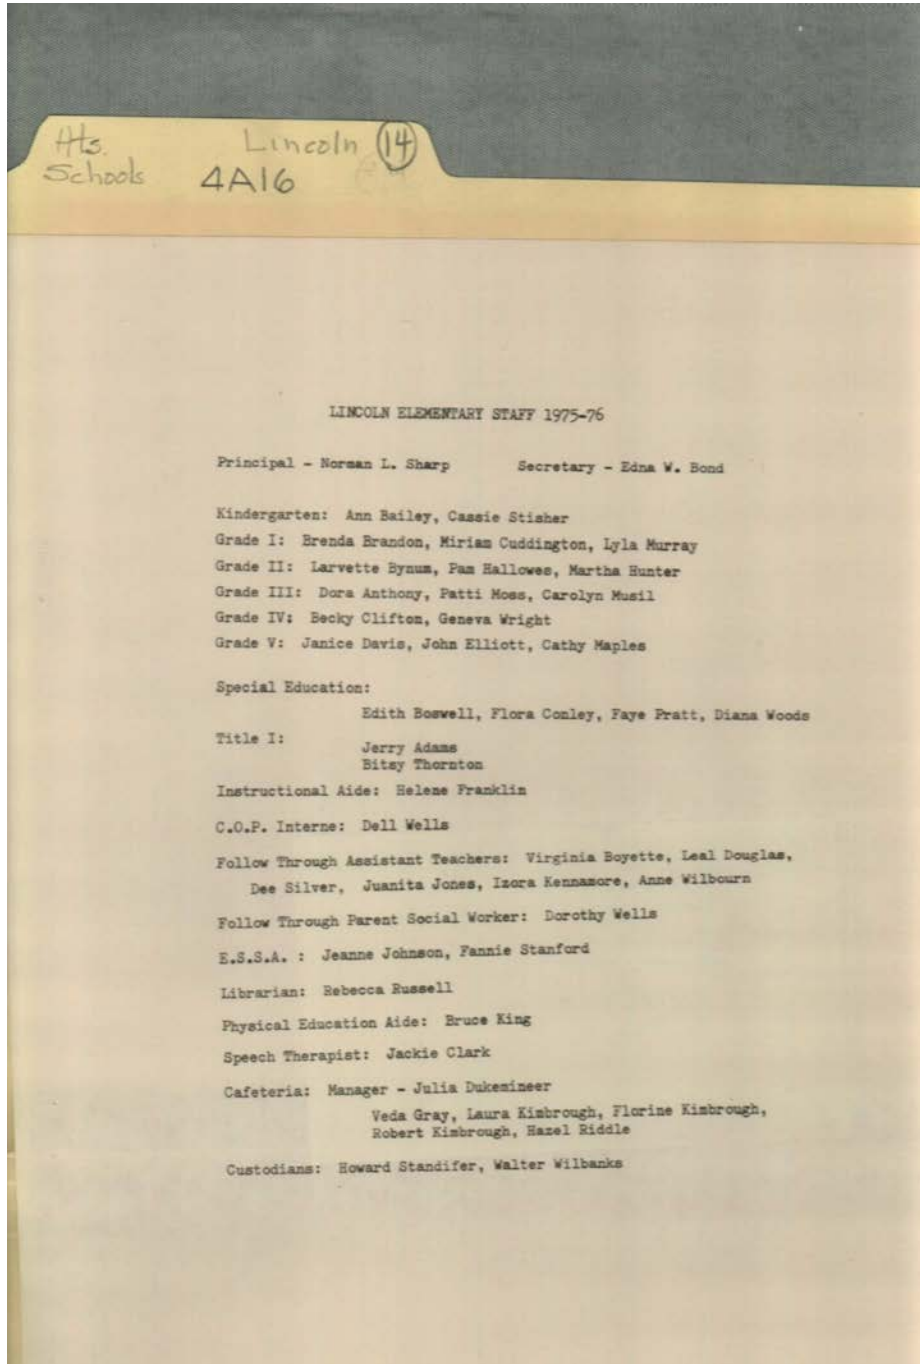 Hts. Lincoln 14
Schools 4A16
LINCOLN ELEMENTARY STAFF 1975-76
Principal - Norman L. Sharp Secretary - Edna W. Bond
Kindergarten: Ann Bailey, Cassie Stisher
Grade I: Brenda Brandon, Miriam Cuddington, Lyla Murray
Grade II: Larvette Bynum, Pam Hallowes, Martha Hunter
Grade III: Dora Anthony, Patti Moss, Carolyn Musil
Grade IV: Becky Clifton, Geneva Wright
Grade V: Janice Davis, John Elliott, Cathy Maples
Special Education:
Edith Boswell, Flora Conley, Faye Pratt, Diana Woods
Title I:
Jerry Adams
Bitsy Thornton
Instructional Aide: Helene Franklin
C.O.P. Interne: Dell Wells
Follow Through Assistant Teachers: Virginia Boyette, Leal Douglas,
Dee Silver, Juanita Jones, Izora Kennamore, Anne Wilbourn
Follow Through Parent Social Worker: Dorothy Wells
E.S.S.A. : Jeanne Johnson, Fannie Stanford
Librarian: Rebecca Russell
Physical Education Aide: Bruce King
Speech Therapist: Jackie Clark
Cafeteria: Manager - Julia Dukemineer
Veda Gray, Laura Kimbrough, Florine Kimbrough,
Robert Kimbrough, Hazel Riddle
Custodians: Howard Standifer, Walter Wilbanks